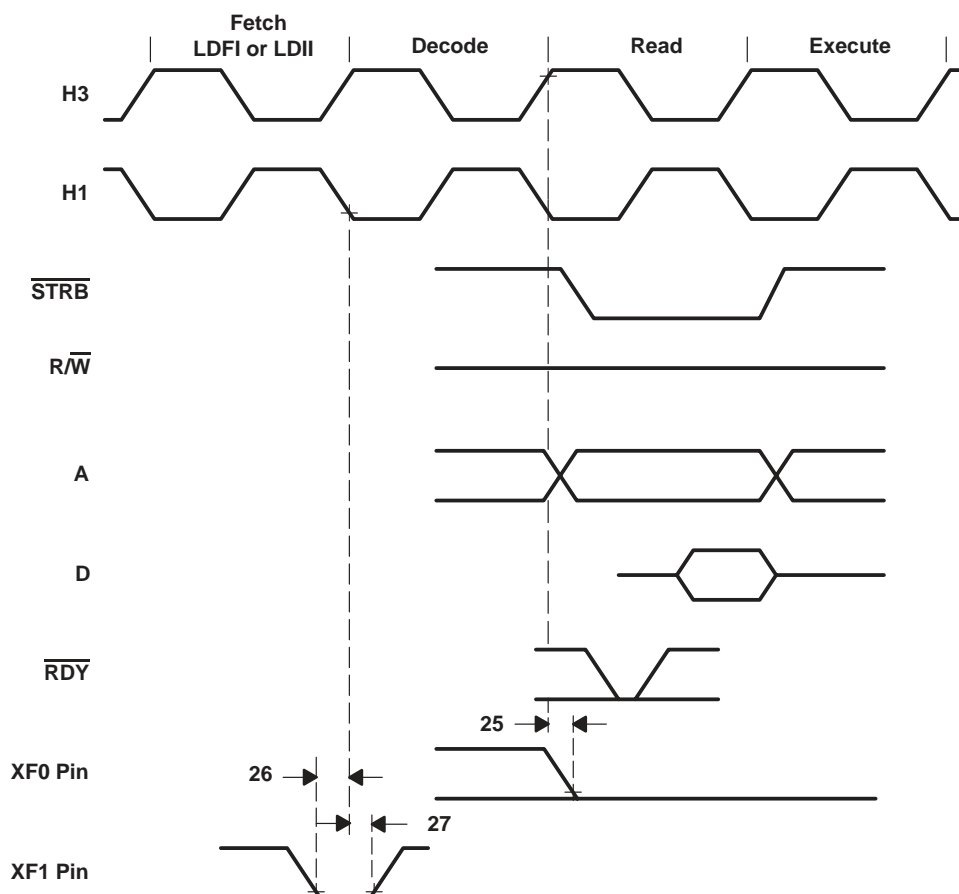 Fetch
LDFI or LDII
Decode
Read
Execute
H3
H1
STRB
R/W
A
D
RDY
25
XF0 Pin
26
27
XF1 Pin